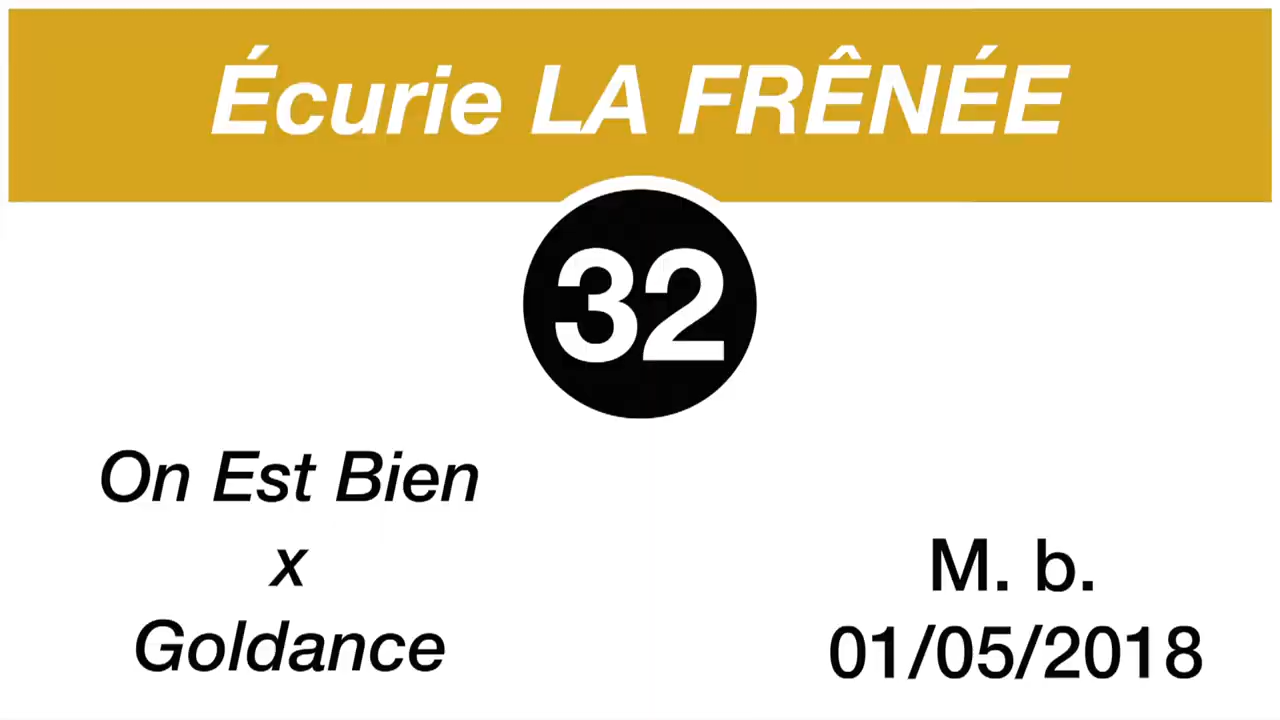 Écurie LA FRÊNÉE
32
On Est Bien
x
Goldance
M. b.
01/05/2018